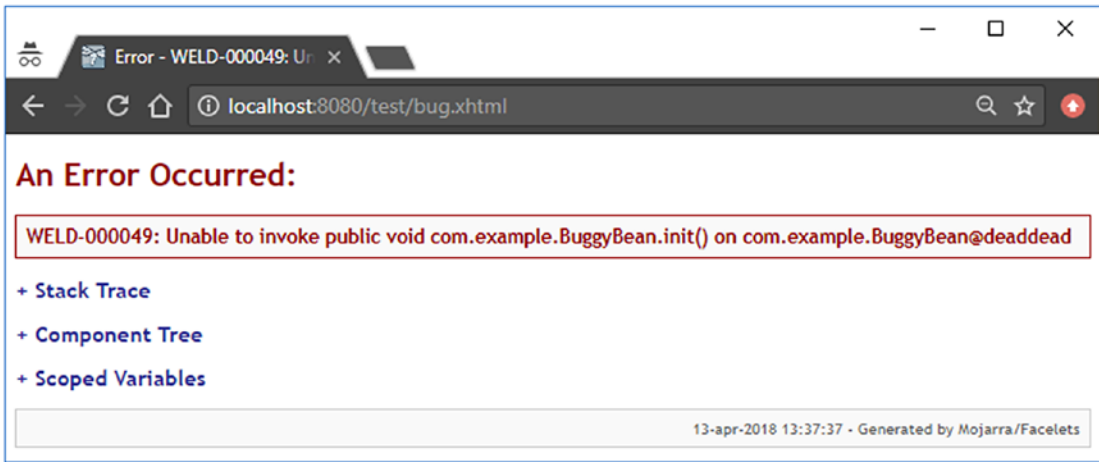 Error - WELD-000049: Un
localhost:8080/test/bug.xhtml
An Error Occurred:
WELD-000049: Unable to invoke public void com.example.BuggyBean.init() on com.example.BuggyBean@deaddead
+ Stack Trace
+ Component Tree
+ Scoped Variables
13-apr-2018 13:37:37 - Generated by Mojarra/Facelets